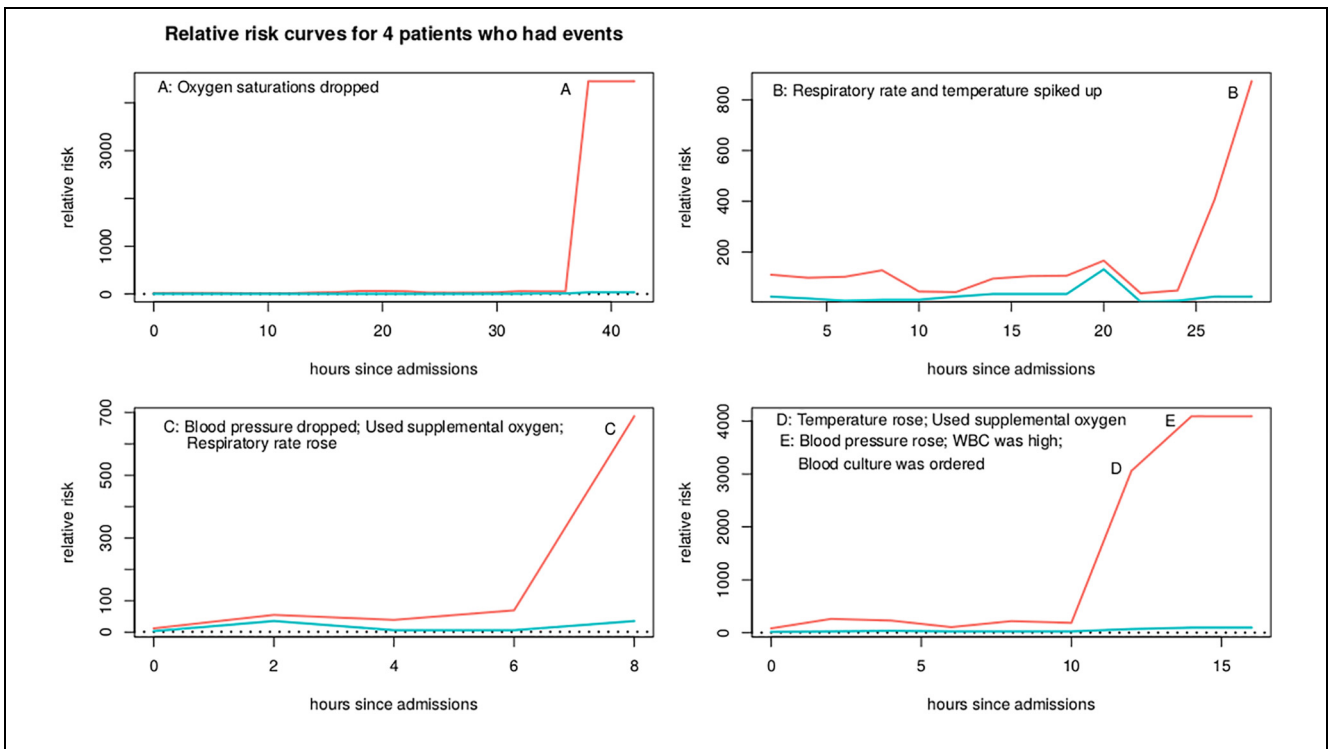 Relative risk curves for 4 patients who had events
A: Oxygen saturations dropped
A
relative risk
3000
1000
0
0 10 20 30 40
hours since admissions
B: Respiratory rate and temperature spiked up
B
relative risk
800
600
400
200
5 10 15 20 25
hours since admissions
C: Blood pressure dropped; Used supplemental oxygen;
Respiratory rate rose
C
relative risk
700
500
300
100
0
0 2 4 6 8
hours since admissions
D: Temperature rose; Used supplemental oxygen
E: Blood pressure rose; WBC was high;
Blood culture was ordered
E
D
relative risk
4000
3000
2000
1000
0
0 5 10 15
hours since admissions